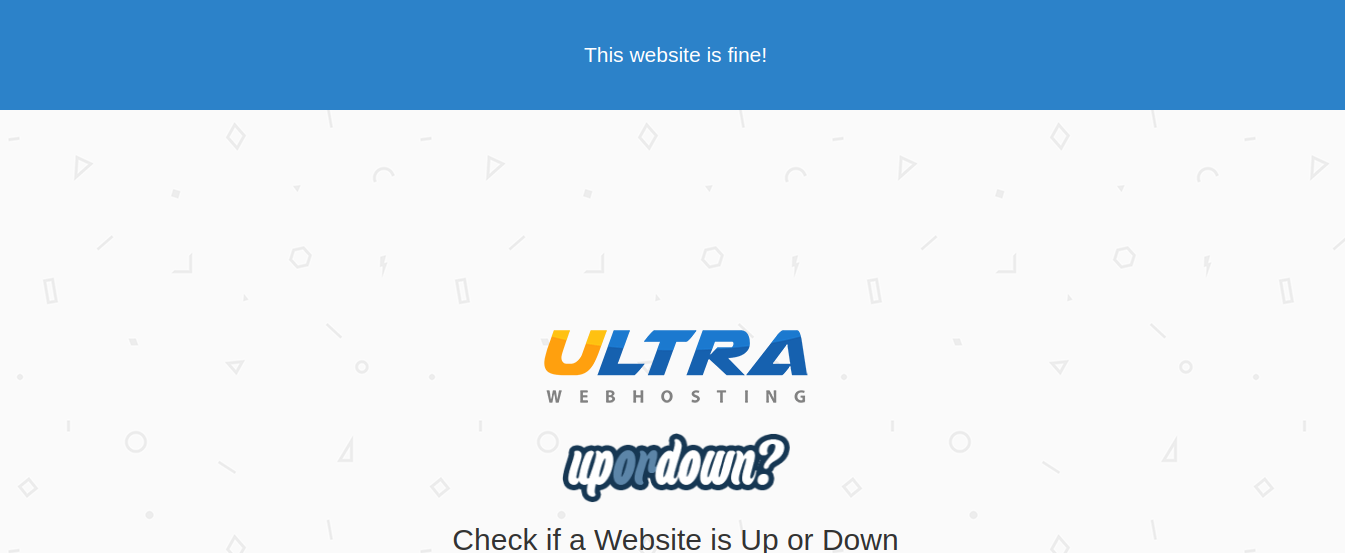 This website is fine!
ULTRA
WEBHOSTING
upordown?
Check if a Website is Up or Down